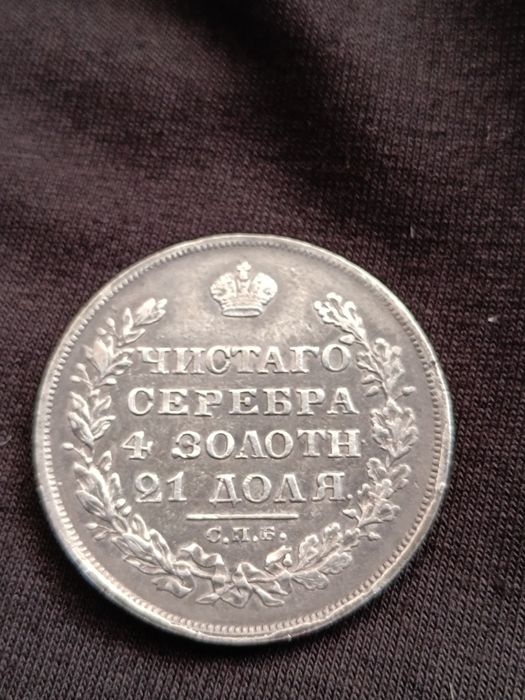 ЧИСТАГО
СЕРЕБРА
4 ЗОЛОТН
21 ДОЛЯ
С.П.Б.